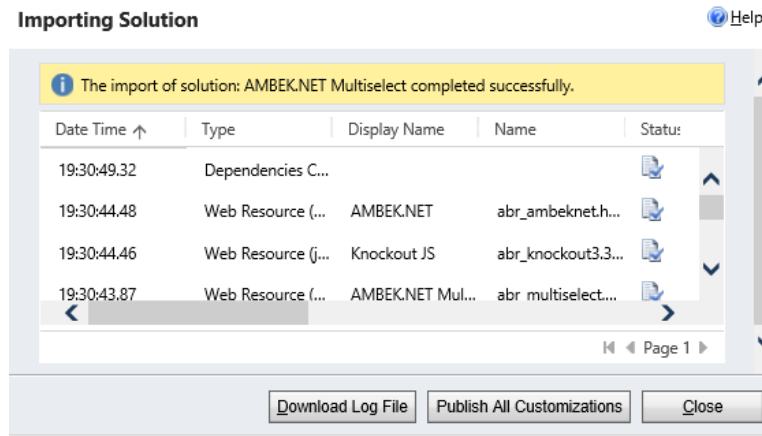 Importing Solution
Help
The import of solution: AMBEK.NET Multiselect completed successfully.
Date Time Type Display Name Name Status
19:30:49.32 Dependencies C...
19:30:44.48 Web Resource (... AMBEK.NET abr_ambeknet.h...
19:30:44.46 Web Resource (j... Knockout JS abr_knockout3.3...
19:30:43.87 Web Resource (... AMBEK.NET Mul... abr_multiselect....
Page 1
Download Log File Publish All Customizations Close